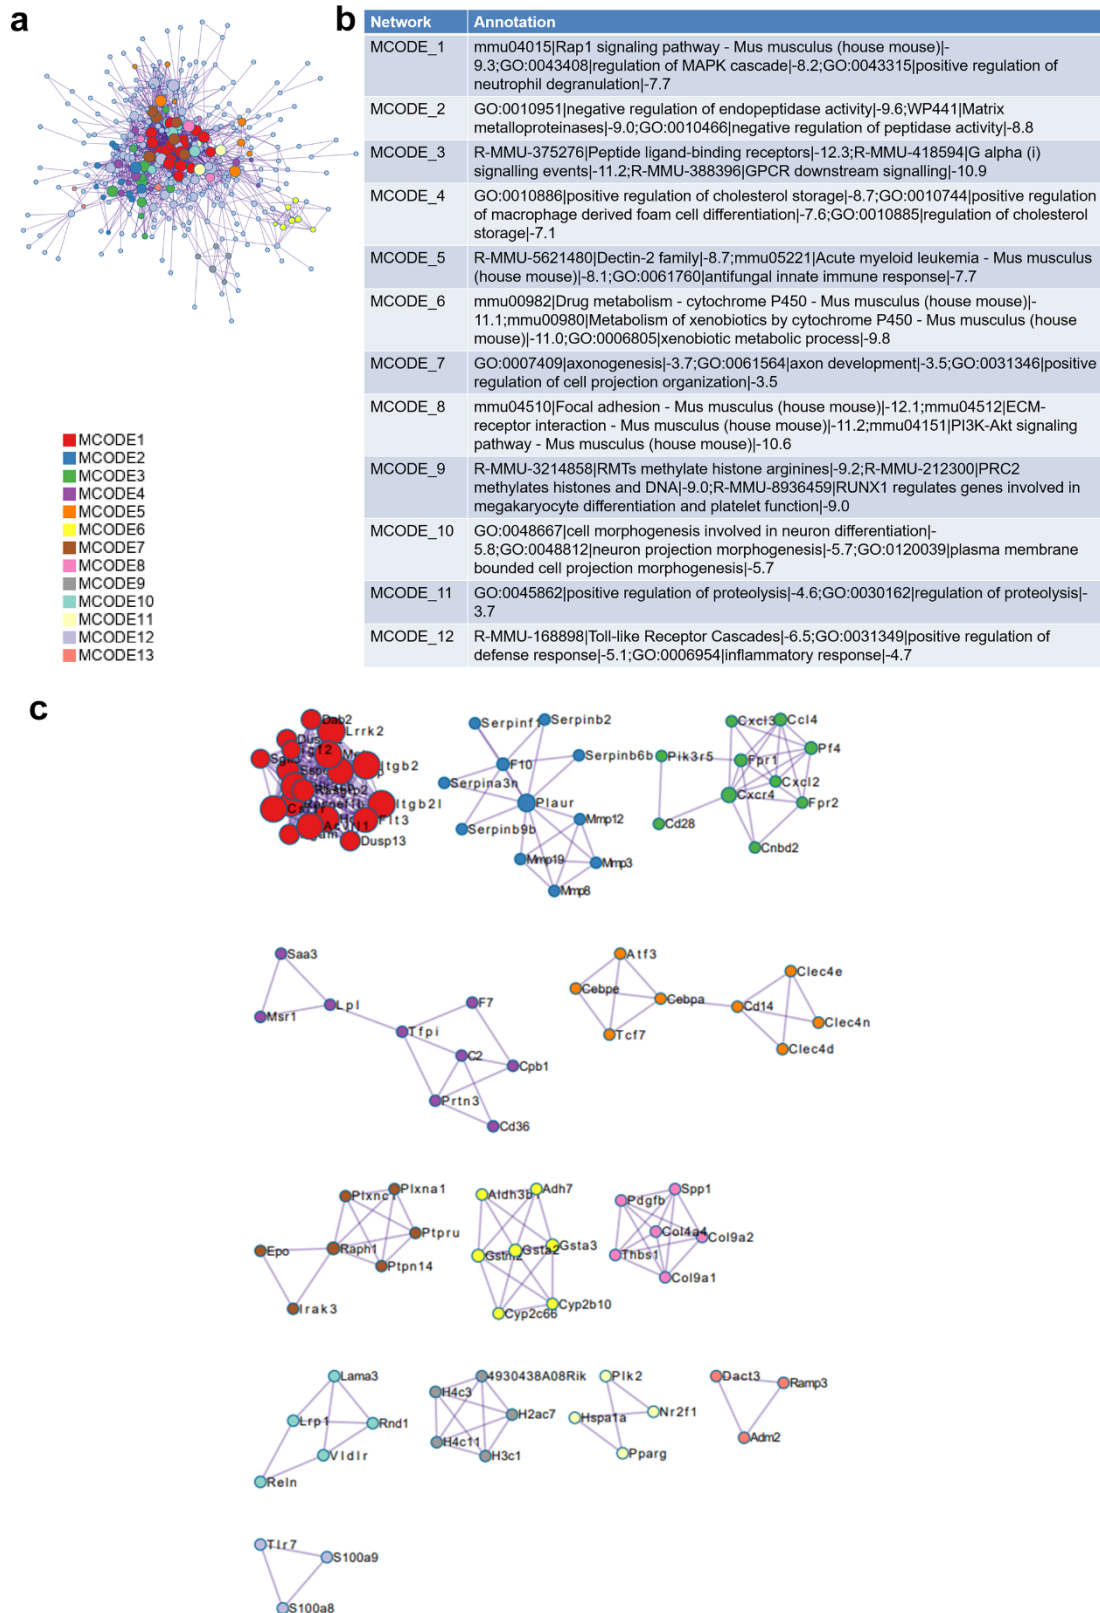 a
b
Network Annotation
MCODE_1 mmu04015|Rap1 signaling pathway - Mus musculus (house mouse)|-
9.3;GO:0043408|regulation of MAPK cascade|-8.2;GO:0043315|positive regulation of
neutrophil degranulation|-7.7
MCODE_2 GO:0010951|negative regulation of endopeptidase activity|-9.6;WP441|Matrix
metalloproteinases|-9.0;GO:0010466|negative regulation of peptidase activity|-8.8
MCODE_3 R-MMU-375276|Peptide ligand-binding receptors|-12.3;R-MMU-418594|G alpha (i)
signalling events|-11.2;R-MMU-388396|GPCR downstream signalling|-10.9
MCODE_4 GO:0010886|positive regulation of cholesterol storage|-8.7;GO:0010744|positive regulation
of macrophage derived foam cell differentiation|-7.6;GO:0010885|regulation of cholesterol
storage|-7.1
MCODE_5 R-MMU-5621480|Dectin-2 family|-8.7;mmu05221|Acute myeloid leukemia - Mus musculus
(house mouse)|-8.1;GO:0061760|antifungal innate immune response|-7.7
MCODE_6 mmu00982|Drug metabolism - cytochrome P450 - Mus musculus (house mouse)|-
11.1;mmu00980|Metabolism of xenobiotics by cytochrome P450 - Mus musculus (house
mouse)|-11.0;GO:0006805|xenobiotic metabolic process|-9.8
MCODE_7 GO:0007409|axonogenesis|-3.7;GO:0061564|axon development|-3.5;GO:0031346|positive
regulation of cell projection organization|-3.5
MCODE_8 mmu04510|Focal adhesion - Mus musculus (house mouse)|-12.1;mmu04512|ECM-
receptor interaction - Mus musculus (house mouse)|-11.2;mmu04151|PI3K-Akt signaling
pathway - Mus musculus (house mouse)|-10.6
MCODE_9 R-MMU-3214858|RMTs methylate histone arginines|-9.2;R-MMU-212300|PRC2
methylates histones and DNA|-9.0;R-MMU-8936459|RUNX1 regulates genes involved in
megakaryocyte differentiation and platelet function|-9.0
MCODE_10 GO:0048667|cell morphogenesis involved in neuron differentiation|-
5.8;GO:0048812|neuron projection morphogenesis|-5.7;GO:0120039|plasma membrane
bounded cell projection morphogenesis|-5.7
MCODE_11 GO:0045862|positive regulation of proteolysis|-4.6;GO:0030162|regulation of proteolysis|-
3.7
MCODE_12 R-MMU-168898|Toll-like Receptor Cascades|-6.5;GO:0031349|positive regulation of
defense response|-5.1;GO:0006954|inflammatory response|-4.7
MCODE1
MCODE2
MCODE3
MCODE4
MCODE5
MCODE6
MCODE7
MCODE8
MCODE9
MCODE10
MCODE11
MCODE12
MCODE13
c
Dab2
Lrrk2
Itgb2
Itgb2l
Flt3
Acvrl1
Dusp13
Serpinf1
Serpinb2
F10
Serpinb6b
Serpina3n
Plaur
Serpinb9b
Mmp12
Mmp19
Mmp3
Mmp8
Cxcl3
Ccl4
Pik3r5
Fpr1
Pf4
Cxcl2
Cxcr4
Fpr2
Cd28
Cnbd2
Saa3
Msr1
Lpl
Tfpi
F7
C2
Cpb1
Prtn3
Cd36
Atf3
Cebpe
Cebpa
Tcf7
Cd14
Clec4e
Clec4n
Clec4d
Plxnc1
Plxna1
Ptpru
Epo
Raph1
Ptpn14
Irak3
Aldh3b1
Adh7
Gstm2
Gsta2
Gsta3
Cyp2c66
Cyp2b10
Spp1
Pdgfb
Col4a4
Col9a2
Thbs1
Col9a1
Lama3
Lrp1
Rnd1
Vldlr
Reln
4930438A08Rik
H4c3
H2ac7
H4c11
H3c1
Plk2
Hspa1a
Nr2f1
Pparg
Dact3
Ramp3
Adm2
Tlr7
S100a9
S100a8